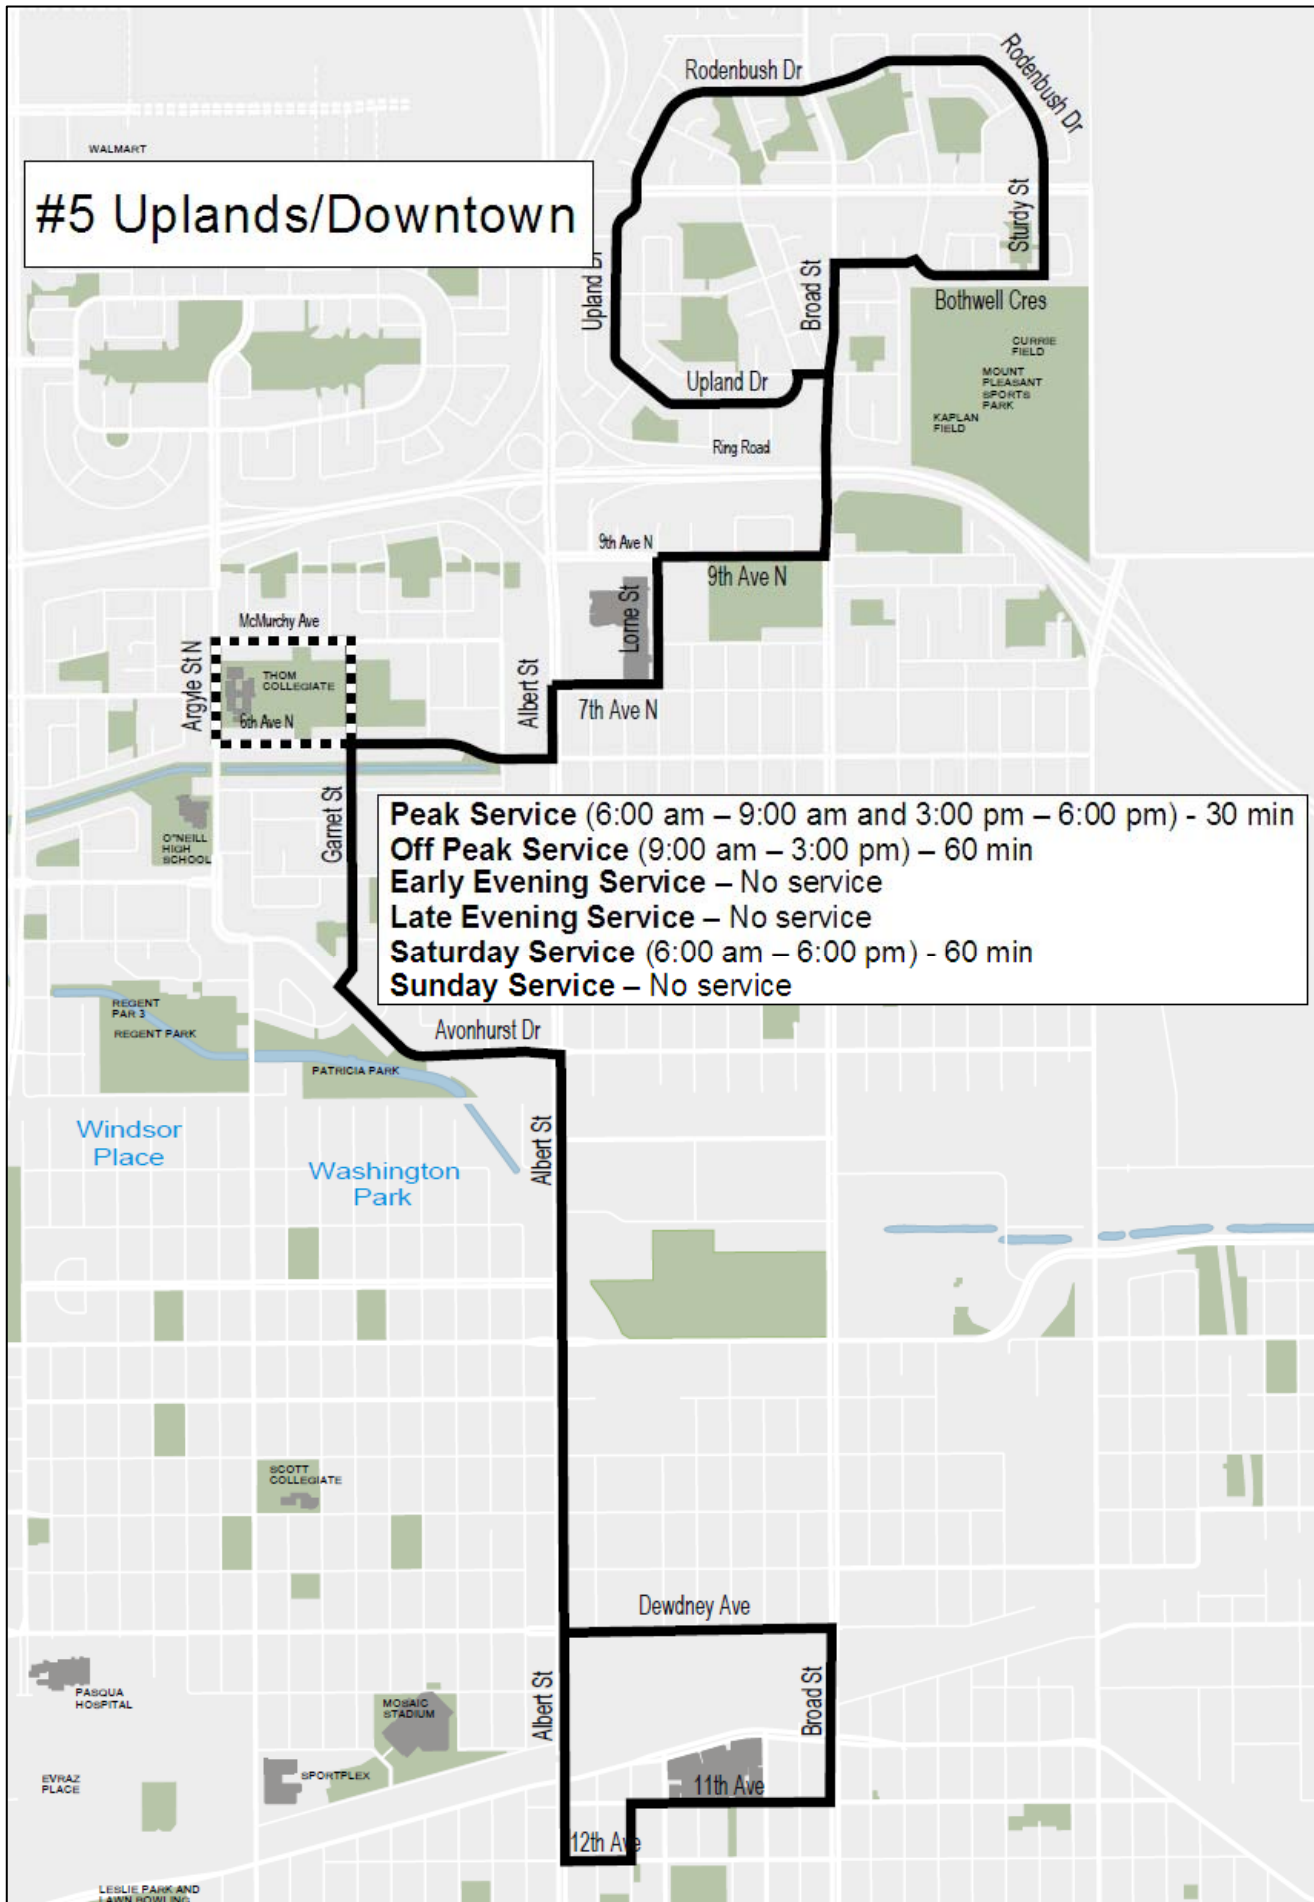 Rodenbush Dr
Rodenbush Dr
WALMART
#5 Uplands/Downtown
Sturdy St
Upland Dr
Broad St
Bothwell Cres
CURRIE
FIELD
MOUNT
PLEASANT
SPORTS
PARK
Upland Dr
KAPLAN
FIELD
Ring Road
9th Ave N
9th Ave N
Lorne St
McMurchy Ave
Argyle St N
THOM
COLLEGIATE
6th Ave N
Albert St
7th Ave N
Garnet St
O'NEILL
HIGH
SCHOOL
Peak Service (6:00 am – 9:00 am and 3:00 pm – 6:00 pm) - 30 min
Off Peak Service (9:00 am – 3:00 pm) – 60 min
Early Evening Service – No service
Late Evening Service – No service
Saturday Service (6:00 am – 6:00 pm) - 60 min
Sunday Service – No service
REGENT
PAR 3
REGENT PARK
Avonhurst Dr
PATRICIA PARK
Windsor
Place
Washington
Park
Albert St
SCOTT
COLLEGIATE
Dewdney Ave
Albert St
Broad St
PASQUA
HOSPITAL
MOSAIC
STADIUM
SPORTPLEX
EVRAZ
PLACE
11th Ave
12th Ave
LESLIE PARK AND
LAWN BOWLING